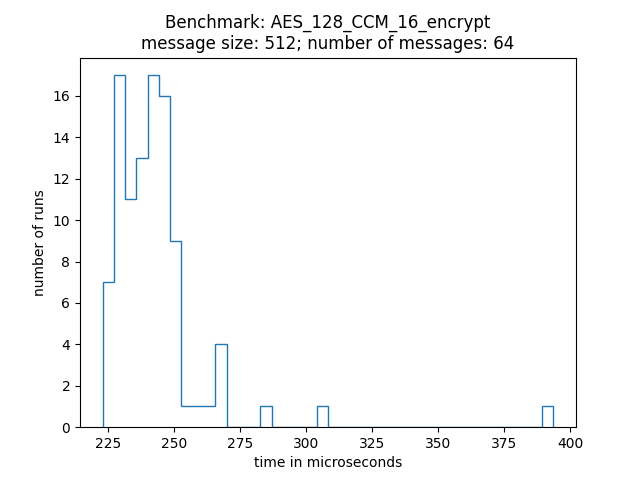 Benchmark: AES_128_CCM_16_encrypt
message size: 512; number of messages: 64
number of runs
16
14
12
10
8
6
4
2
0
225 250 275 300 325 350 375 400
time in microseconds